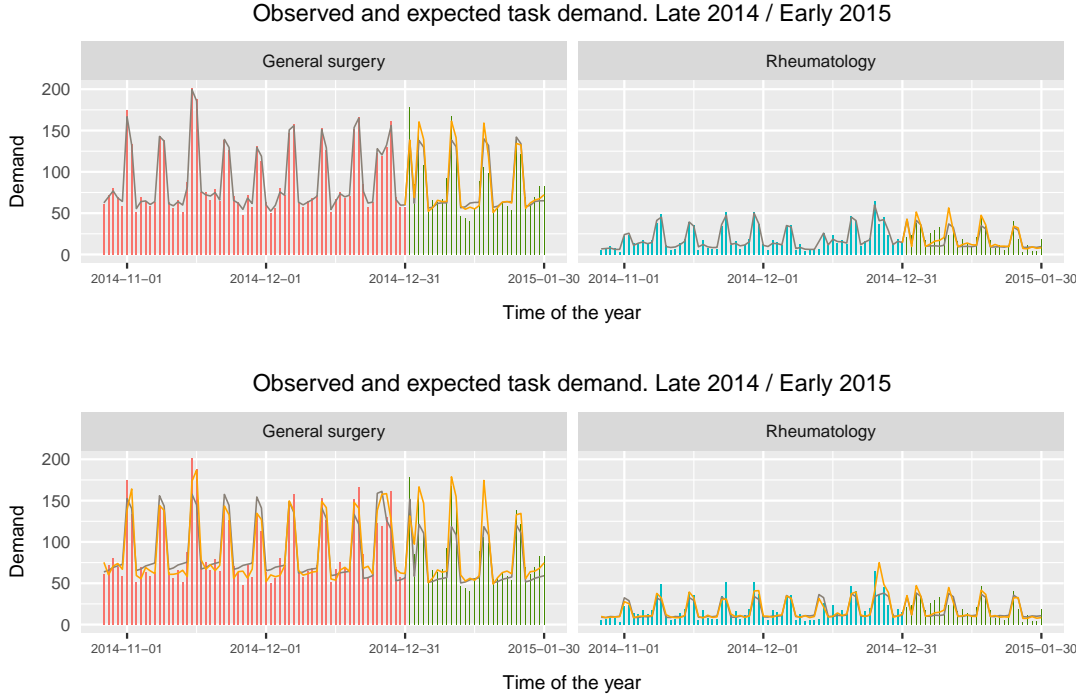 Observed and expected task demand. Late 2014 / Early 2015
General surgery
Rheumatology
Demand
200
150
100
50
0
2014−11−01
2014−12−01
2014−12−31
2015−01−30
2014−11−01
2014−12−01
2014−12−31
2015−01−30
Time of the year
Observed and expected task demand. Late 2014 / Early 2015
General surgery
Rheumatology
Demand
200
150
100
50
0
2014−11−01
2014−12−01
2014−12−31
2015−01−30
2014−11−01
2014−12−01
2014−12−31
2015−01−30
Time of the year